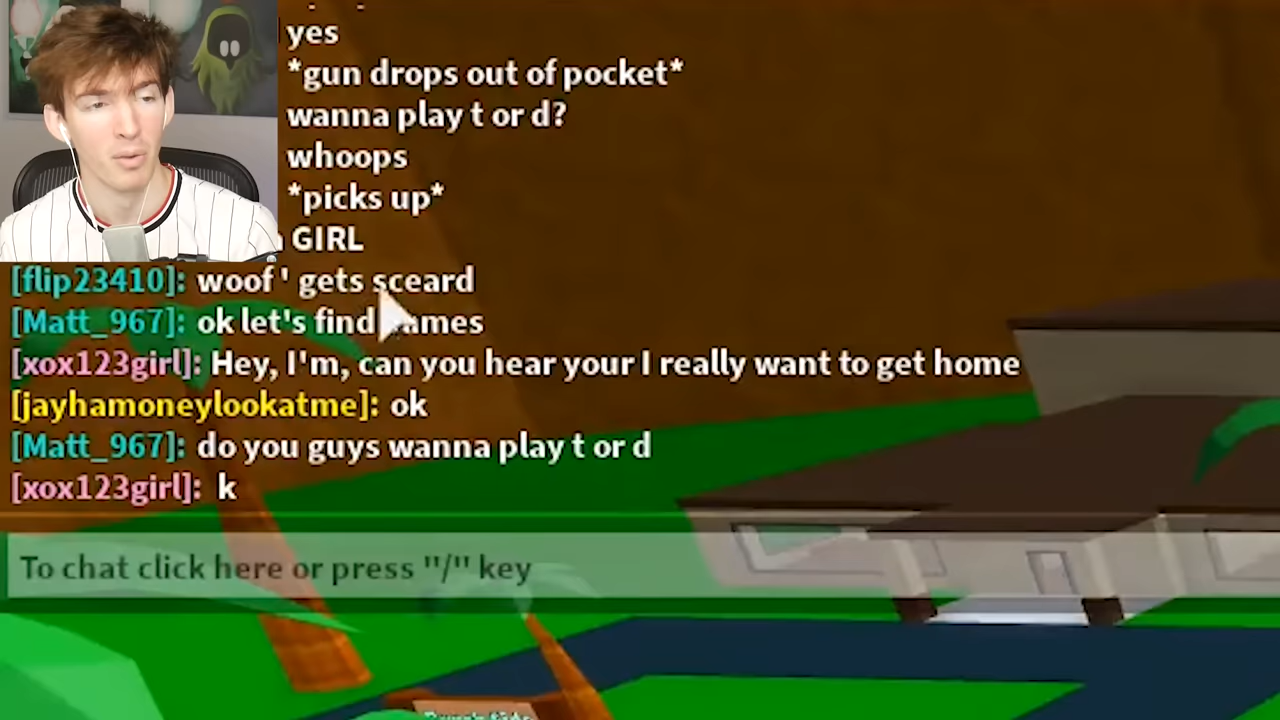 yes
*gun drops out of pocket*
wanna play t or d?
whoops
*picks up*
GIRL
[flip23410]: woof ' gets sceard
[Matt_967]: ok let's find
[xox123girl]: Hey, I'm, can you hear your I really want to get home
[jayhamoneylookatme]: ok
[Matt_967]: do you guys wanna play t or d
[xox123girl]: k
To chat click here or press "/" key